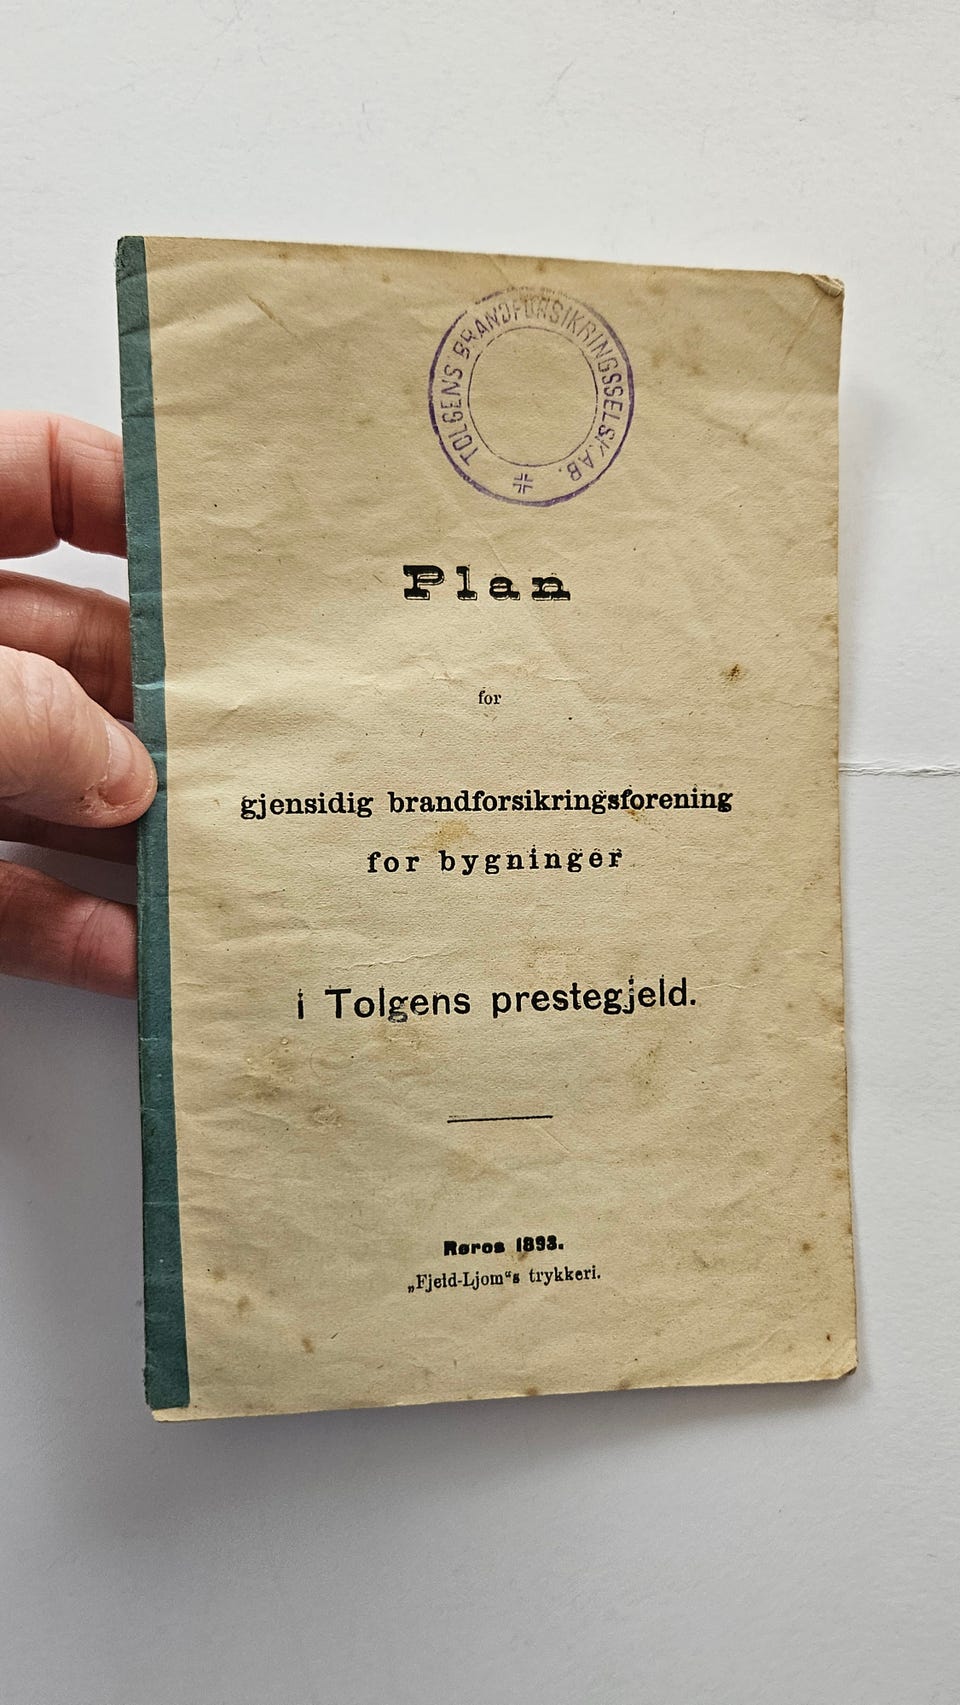 TOLGENS BRANDFORSIKRINGSSELSKAB.
Plan
for
gjensidig brandforsikringsforening
for bygninger
i Tolgens prestegjeld.
Røros 1893.
„Fjeld-Ljom“s trykkeri.